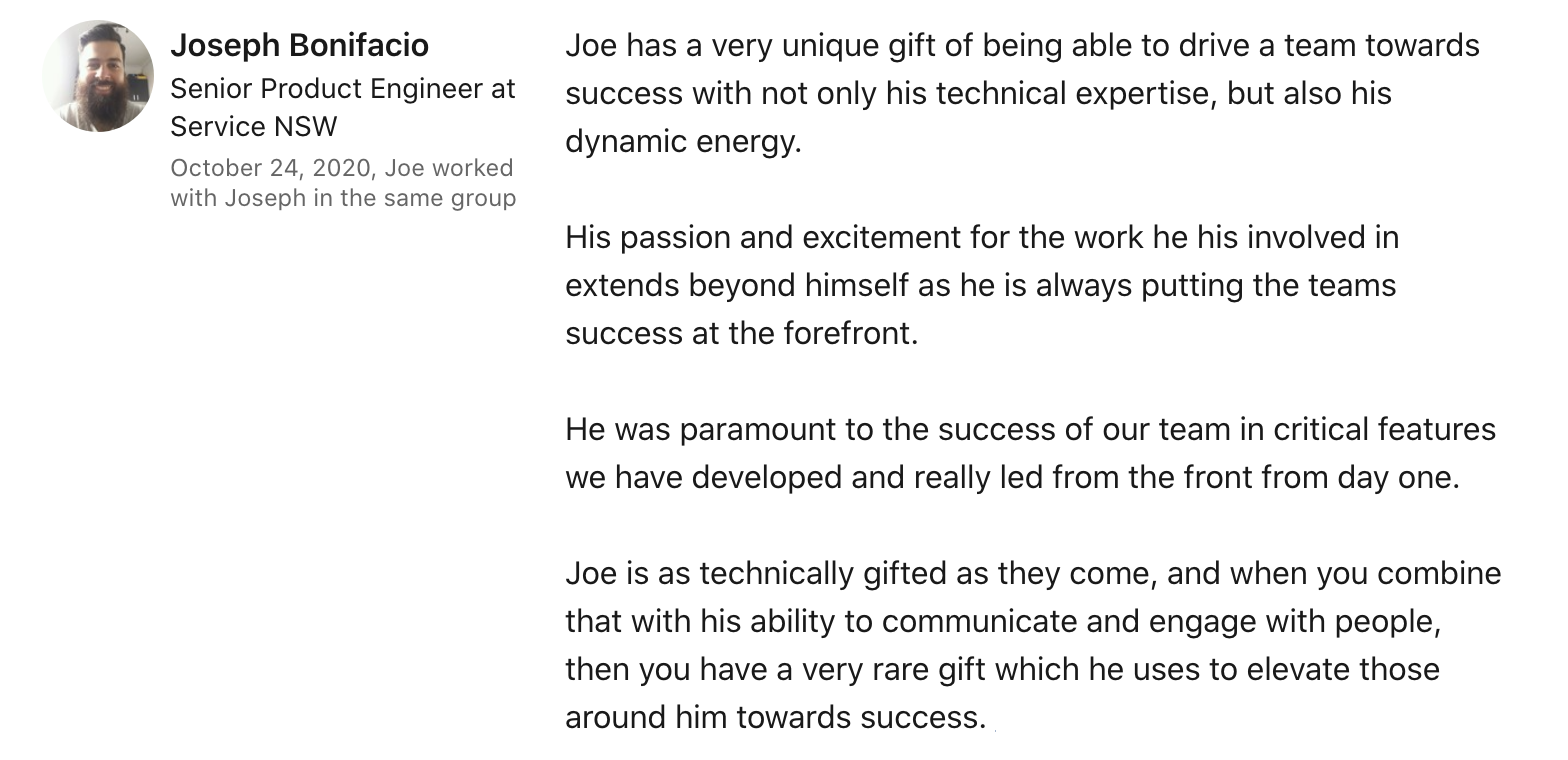 Joseph Bonifacio
Senior Product Engineer at
Service NSW
October 24, 2020, Joe worked
with Joseph in the same group
Joe has a very unique gift of being able to drive a team towards
success with not only his technical expertise, but also his
dynamic energy.
His passion and excitement for the work he his involved in
extends beyond himself as he is always putting the teams
success at the forefront.
He was paramount to the success of our team in critical features
we have developed and really led from the front from day one.
Joe is as technically gifted as they come, and when you combine
that with his ability to communicate and engage with people,
then you have a very rare gift which he uses to elevate those
around him towards success.